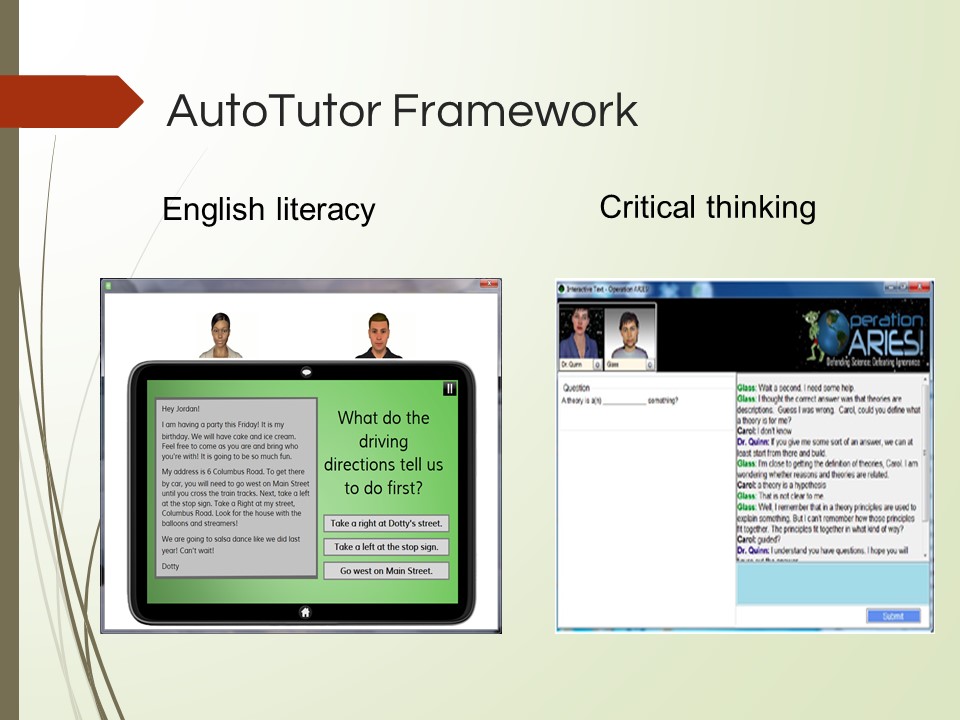 AutoTutor Framework
English literacy
Critical thinking
Hey Jordan!
I am having a party this Friday! It is my
birthday. We will have cake and ice cream.
Feel free to come as you are and bring who
you're with! It is going to be so much fun.
My address is 6 Columbus Road. To get there
by car, you will need to go west on Main Street
until you cross the train tracks. Next, take a left
at the stop sign. Take a Right at my street,
Columbus Road. Look for the house with the
balloons and streamers!
We are going to salsa dance like we did last
year! Can't wait!
Dotty
What do the
driving
directions tell us
to do first?
Take a right at Dotty's street.
Take a left at the stop sign.
Go west on Main Street.
Interactive Text - Operation ARIES!
Dr. Quinn
Glass
Operation
ARIES!
Defending Science: Defeating Ignorance
Question
A theory is a(n) ____________ something?
Glass: Wait a second. I need some help.
Glass: I thought the correct answer was that theories are
descriptions. Guess I was wrong. Carol, could you define what
a theory is for me?
Carol: I don't know
Dr. Quinn: If you give me some sort of an answer, we can at
least start from there and build.
Glass: I'm close to getting the definition of theories, Carol. I am
wondering whether reasons and theories are related.
Carol: a theory is a hypothesis
Glass: That is not clear to me.
Glass: Well, I remember that in a theory principles are used to
explain something. But I can't remember how those principles
fit together. The principles fit together in what kind of way?
Carol: guided?
Dr. Quinn: I understand you have questions. I hope you will
Submit